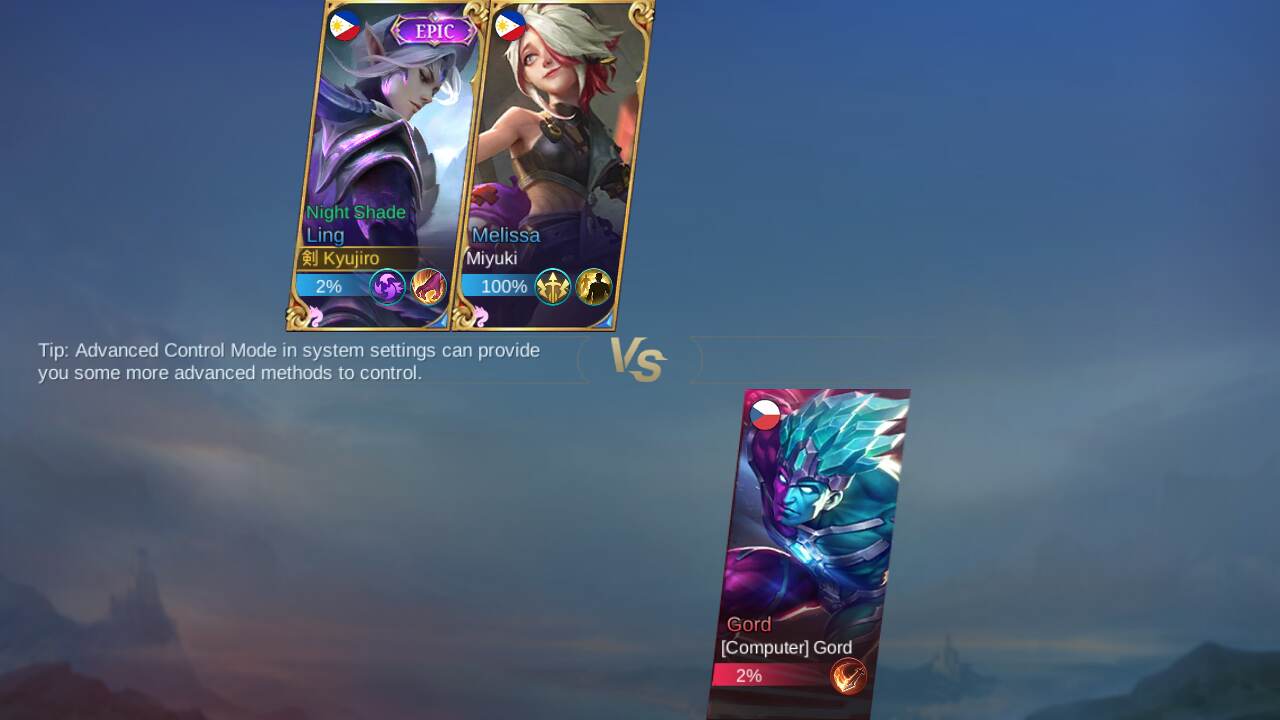 EPIC
Night Shade
Ling
剣 Kyujiro
2%
Melissa
Miyuki
100%
Tip: Advanced Control Mode in system settings can provide
you some more advanced methods to control.
VS
Gord
[Computer] Gord
2%